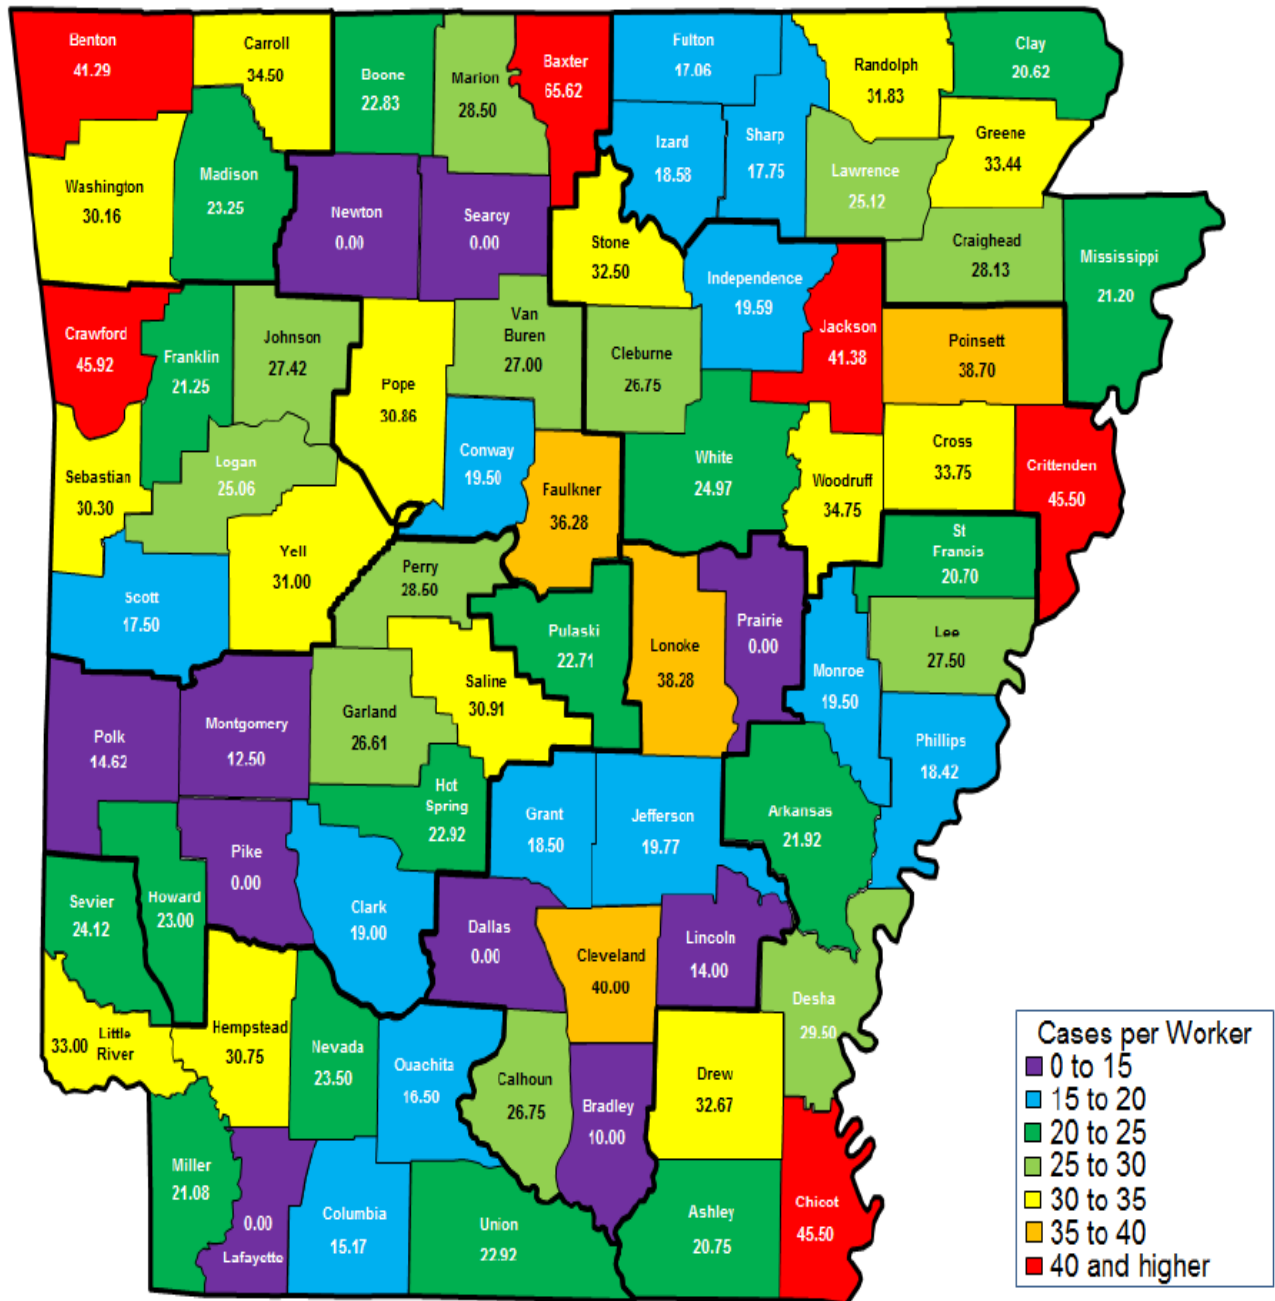 Benton
41.29
Carroll
34.50
Boone
22.83
Marion
28.50
Baxter
65.62
Fulton
17.06
Randolph
31.83
Clay
20.62
Washington
30.16
Madison
23.25
Newton
0.00
Searcy
0.00
Stone
32.50
Izard
18.58
Sharp
17.75
Lawrence
25.12
Greene
33.44
Craighead
28.13
Mississippi
21.20
Independence
19.59
Jackson
41.38
Poinsett
38.70
Crawford
45.92
Franklin
21.25
Johnson
27.42
Pope
30.86
Van
Buren
27.00
Cleburne
26.75
Sebastian
30.30
Logan
25.06
Conway
19.50
Faulkner
36.28
White
24.97
Woodruff
34.75
Cross
33.75
Crittenden
45.50
St
Franois
20.70
Scott
17.50
Yell
31.00
Perry
28.50
Pulaski
22.71
Lonoke
38.28
Prairie
0.00
Monroe
19.50
Lee
27.50
Phillips
18.42
Polk
14.62
Montgomery
12.50
Garland
26.61
Saline
30.91
Hot
Spring
22.92
Grant
18.50
Jefferson
19.77
Arkansas
21.92
Sevier
24.12
Howard
23.00
Pike
0.00
Clark
19.00
Dallas
0.00
Cleveland
40.00
Lincoln
14.00
Desha
29.50
33.00 Little
River
Hempstead
30.75
Nevada
23.50
Ouachita
16.50
Calhoun
26.75
Bradley
10.00
Drew
32.67
Miller
21.08
0.00
Lafayette
Columbia
15.17
Union
22.92
Ashley
20.75
Chicot
45.50
Cases per Worker
0 to 15
15 to 20
20 to 25
25 to 30
30 to 35
35 to 40
40 and higher